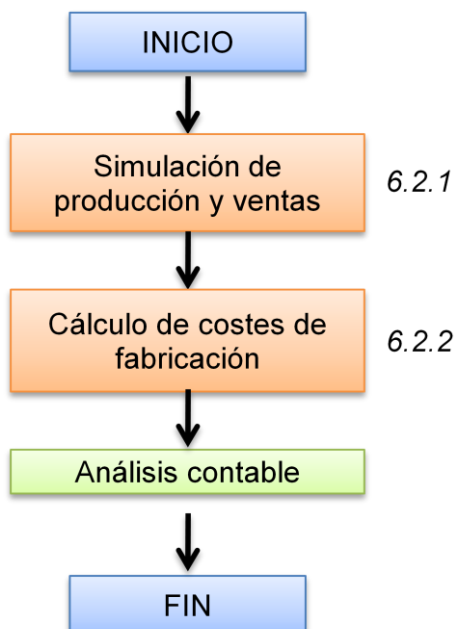 INICIO
Simulación de
producción y ventas
6.2.1
Cálculo de costes de
fabricación
6.2.2
Análisis contable
FIN